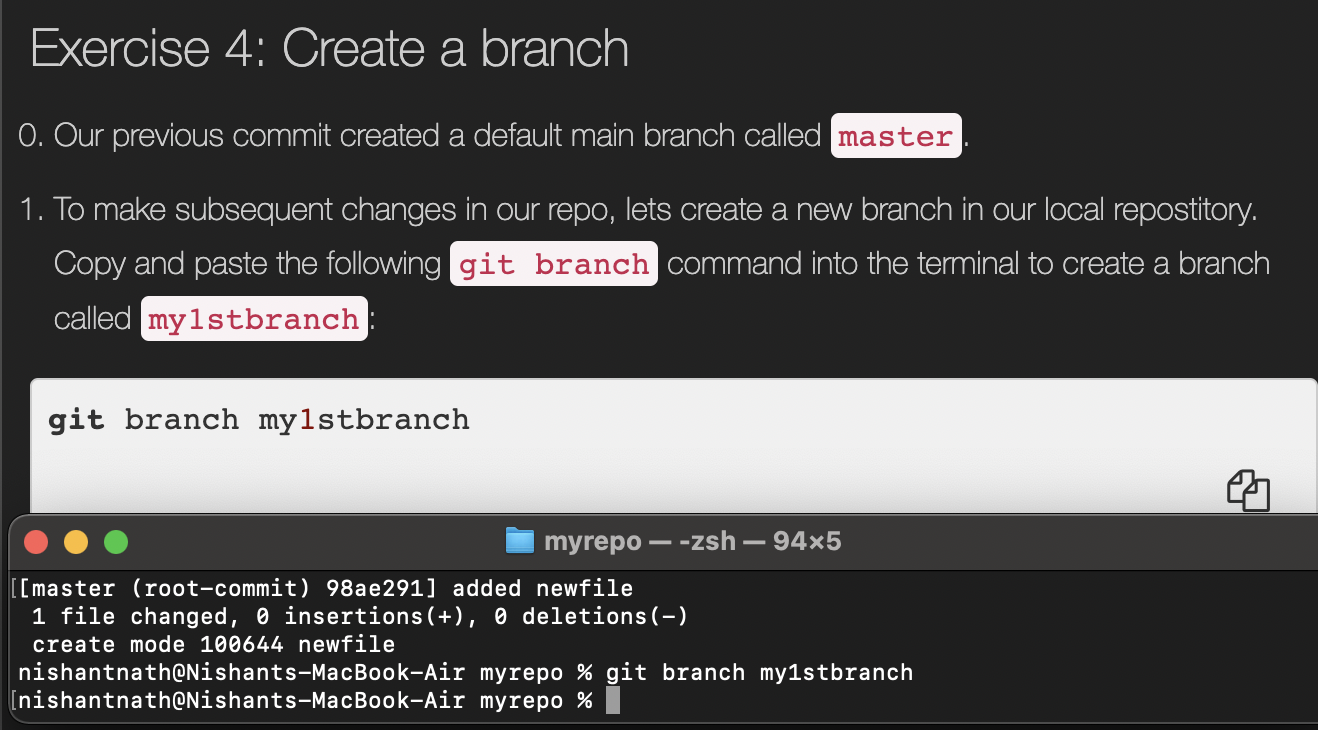 Exercise 4: Create a branch
0. Our previous commit created a default main branch called master.
1. To make subsequent changes in our repo, lets create a new branch in our local repostitory.
Copy and paste the following git branch command into the terminal to create a branch
called my1stbranch:
git branch my1stbranch
myrepo — -zsh — 94×5
[[master (root-commit) 98ae291] added newfile
1 file changed, 0 insertions(+), 0 deletions(-)
create mode 100644 newfile
nishantnath@Nishants-MacBook-Air myrepo % git branch my1stbranch
[nishantnath@Nishants-MacBook-Air myrepo %